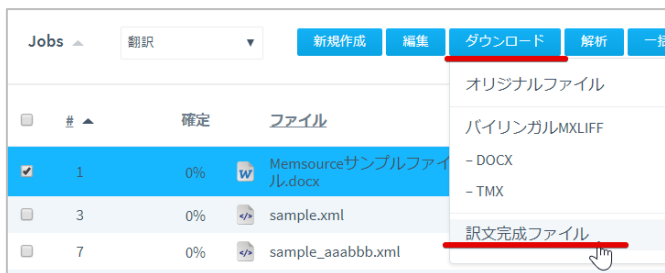 Jobs 翻訳 新規作成 編集 ダウンロード 解析
オリジナルファイル
# 確定 ファイル
バイリンガルMXLIFF
– DOCX
– TMX
訳文完成ファイル
1 0% Memsourceサンプルファイ
ル.docx
3 0% sample.xml
7 0% sample_aaabbb.xml